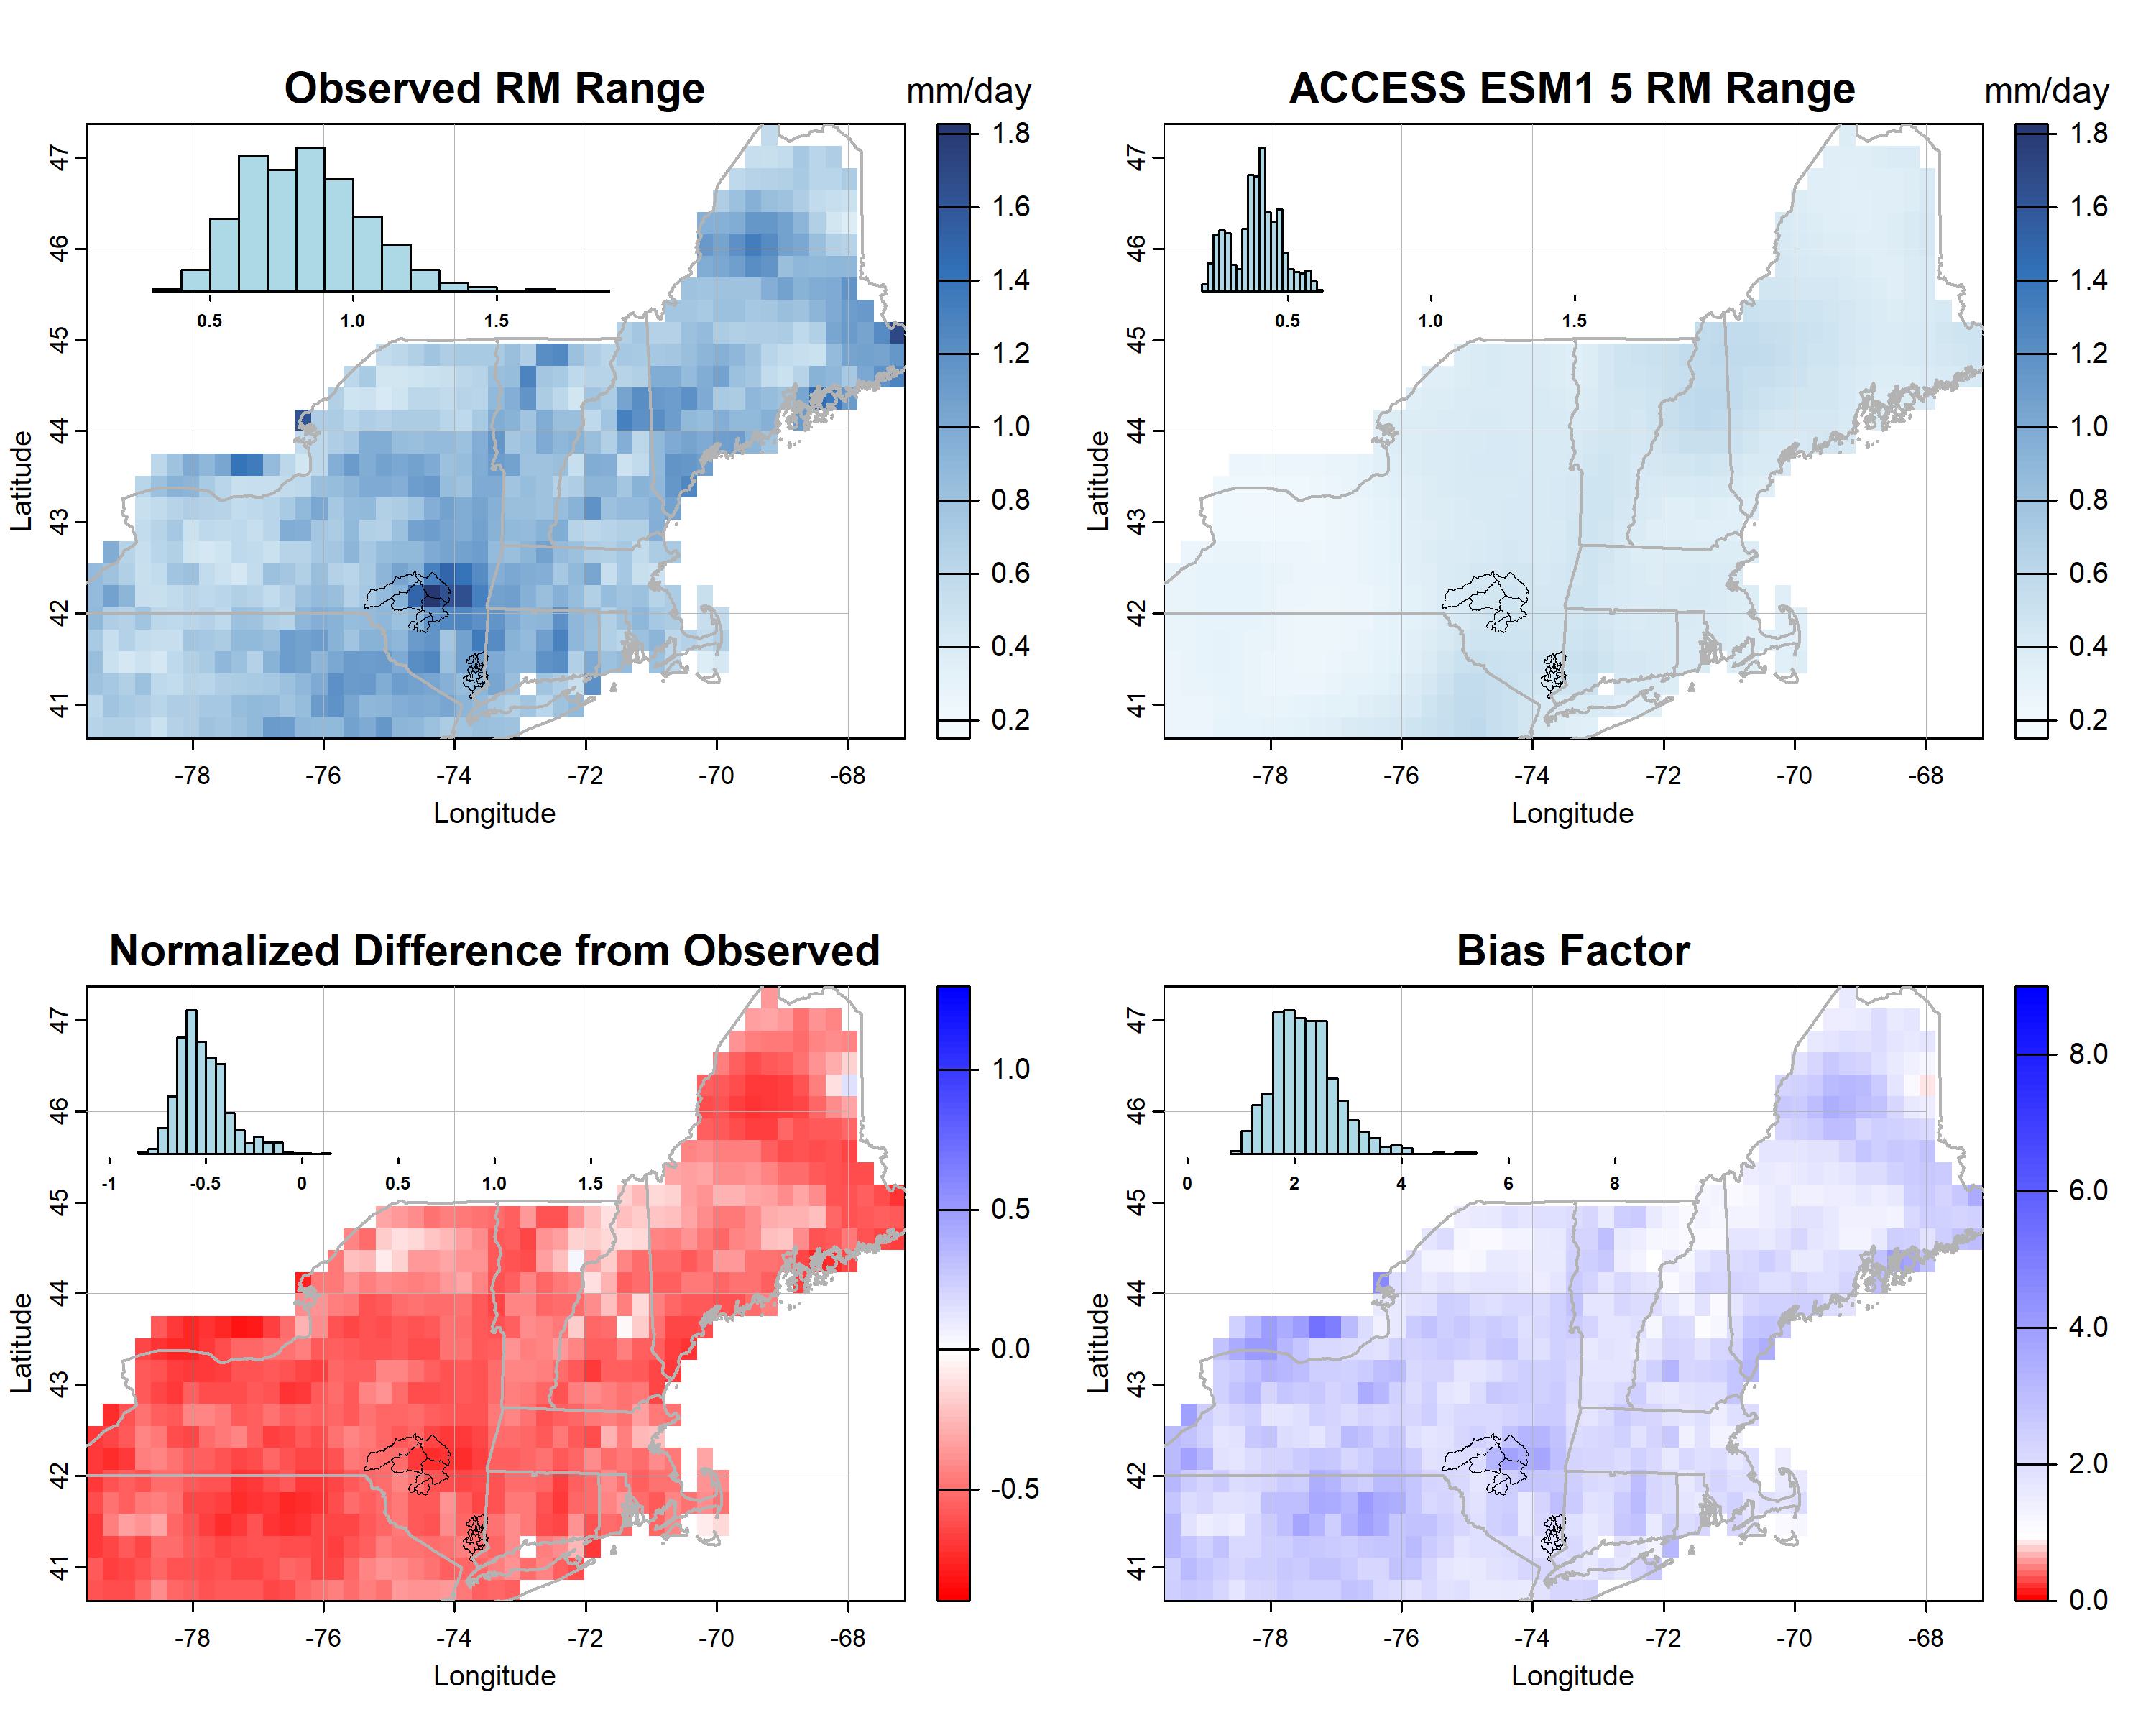 Observed RM Range
mm/day
47
46
45
44
43
42
41
Latitude
0.5 1.0 1.5
1.8
1.6
1.4
1.2
1.0
0.8
0.6
0.4
0.2
-78 -76 -74 -72 -70 -68
Longitude
ACCESS ESM1 5 RM Range
mm/day
47
46
45
44
43
42
41
Latitude
0.5 1.0 1.5
1.8
1.6
1.4
1.2
1.0
0.8
0.6
0.4
0.2
-78 -76 -74 -72 -70 -68
Longitude
Normalized Difference from Observed
47
46
45
44
43
42
41
Latitude
-1 -0.5 0 0.5 1.0 1.5
1.0
0.5
0.0
-0.5
-78 -76 -74 -72 -70 -68
Longitude
Bias Factor
47
46
45
44
43
42
41
Latitude
0 2 4 6 8
8.0
6.0
4.0
2.0
0.0
-78 -76 -74 -72 -70 -68
Longitude